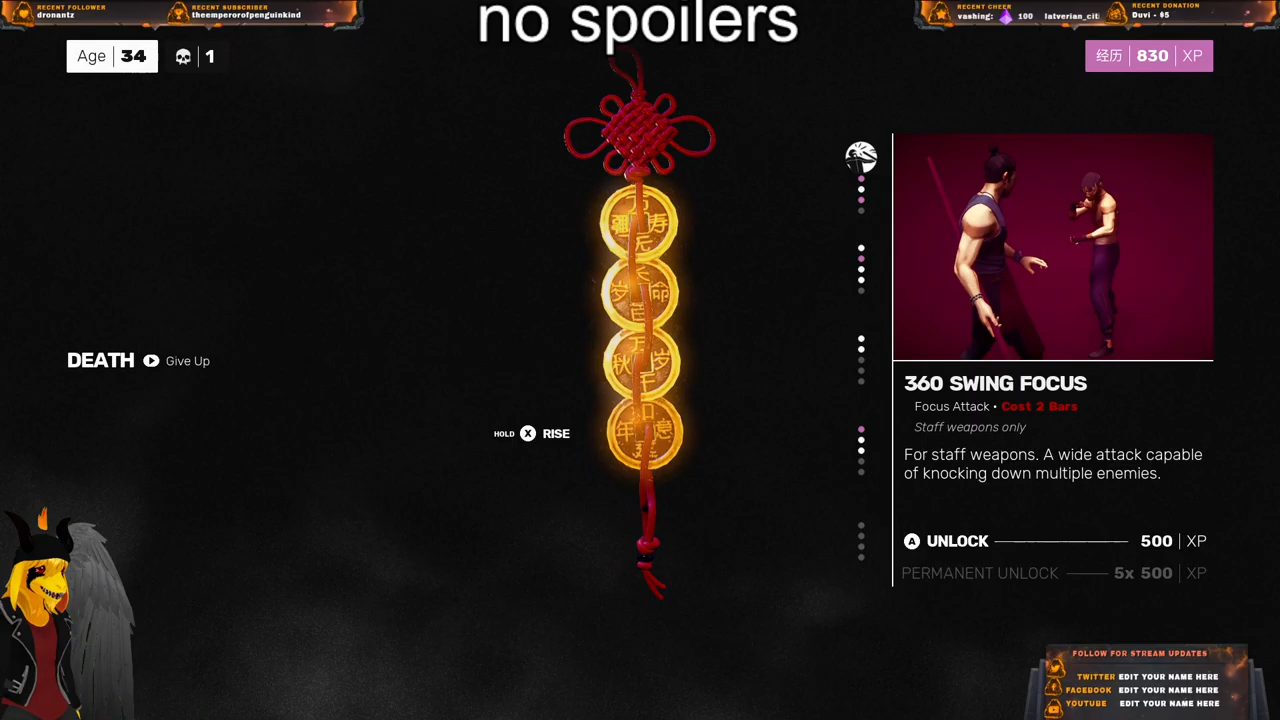 RECENT FOLLOWER
dronantz
RECENT SUBSCRIBER
theemperorofpenguinkind
no spoilers
RECENT CHEER
vashing: 100 latverian_cit
RECENT DONATION
Duvi - $5
Age 34
1
经历 830 XP
DEATH Give Up
HOLD X RISE
360 SWING FOCUS
Focus Attack • Cost 2 Bars
Staff weapons only
For staff weapons. A wide attack capable
of knocking down multiple enemies.
A UNLOCK 500 XP
PERMANENT UNLOCK 5x 500 XP
FOLLOW FOR STREAM UPDATES
TWITTER EDIT YOUR NAME HERE
FACEBOOK EDIT YOUR NAME HERE
YOUTUBE EDIT YOUR NAME HERE